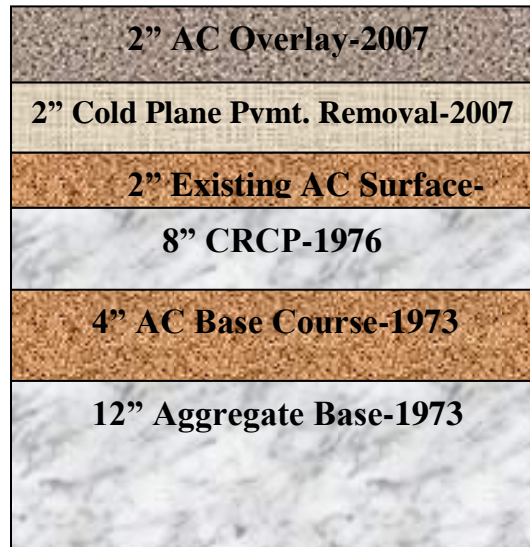 2” AC Overlay-2007
2” Cold Plane Pvmt. Removal-2007
2” Existing AC Surface-
8” CRCP-1976
4” AC Base Course-1973
12” Aggregate Base-1973